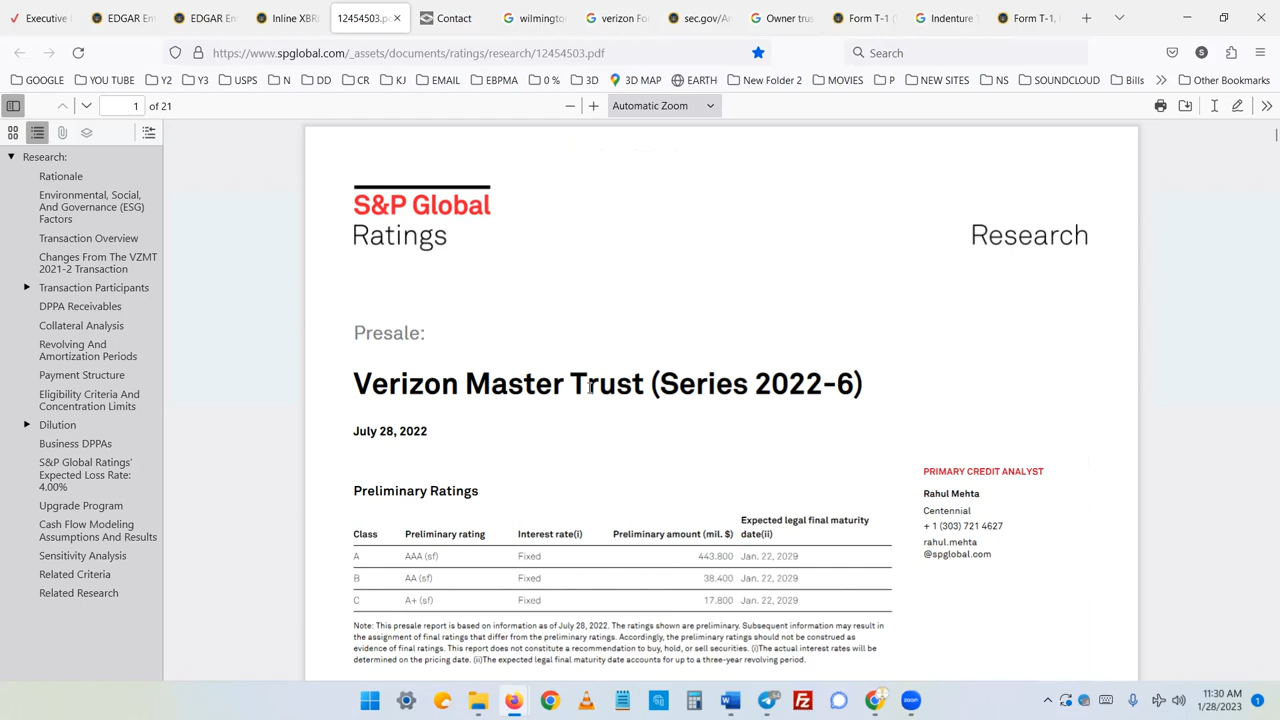 Executive
EDGAR En
EDGAR En
Inline XBRL
12454503.pdf
Contact
wilmington
verizon For
sec.gov/Ar
Owner trus
Form T-1 (
Indenture
Form T-1,
https://www.spglobal.com/_assets/documents/ratings/research/12454503.pdf
Search
S
GOOGLE YOU TUBE Y2 Y3 USPS N DD CR KJ EMAIL EBPMA 0 % 3D 3D MAP EARTH New Folder 2 MOVIES P NEW SITES NS SOUNDCLOUD Bills Other Bookmarks
1 of 21
Automatic Zoom
Research:
Rationale
Environmental, Social,
And Governance (ESG)
Factors
Transaction Overview
Changes From The VZMT
2021-2 Transaction
Transaction Participants
DPPA Receivables
Collateral Analysis
Revolving And
Amortization Periods
Payment Structure
Eligibility Criteria And
Concentration Limits
Dilution
Business DPPAs
S&P Global Ratings'
Expected Loss Rate:
4.00%
Upgrade Program
Cash Flow Modeling
Assumptions And Results
Sensitivity Analysis
Related Criteria
Related Research
S&P Global
Ratings
Research
Presale:
Verizon Master Trust (Series 2022-6)
July 28, 2022
Preliminary Ratings
Class Preliminary rating Interest rate(i) Preliminary amount (mil. $) Expected legal final maturity
date(ii)
A AAA (sf) Fixed 443.800 Jan. 22, 2029
B AA (sf) Fixed 38.400 Jan. 22, 2029
C A+ (sf) Fixed 17.800 Jan. 22, 2029
Note: This presale report is based on information as of July 28, 2022. The ratings shown are preliminary. Subsequent information may result in
the assignment of final ratings that differ from the preliminary ratings. Accordingly, the preliminary ratings should not be construed as
evidence of final ratings. This report does not constitute a recommendation to buy, hold, or sell securities. (i)The actual interest rates will be
determined on the pricing date. (ii)The expected legal final maturity date accounts for up to a three-year revolving period.
PRIMARY CREDIT ANALYST
Rahul Mehta
Centennial
+ 1 (303) 721 4627
rahul.mehta
@spglobal.com
11:30 AM
1/28/2023
1